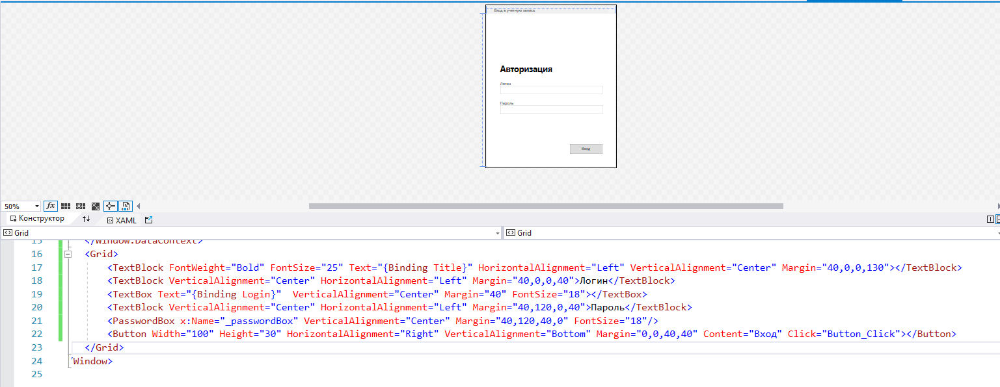 Вход в учетную запись
Авторизация
Логин
Пароль
Вход
50% fx
Конструктор XAML
Grid Grid
15 </Window.DataContext>
16 <Grid>
17 <TextBlock FontWeight="Bold" FontSize="25" Text="{Binding Title}" HorizontalAlignment="Left" VerticalAlignment="Center" Margin="40,0,0,130"></TextBlock>
18 <TextBlock VerticalAlignment="Center" HorizontalAlignment="Left" Margin="40,0,0,40">Логин</TextBlock>
19 <TextBox Text="{Binding Login}"  VerticalAlignment="Center" Margin="40" FontSize="18"></TextBox>
20 <TextBlock VerticalAlignment="Center" HorizontalAlignment="Left" Margin="40,120,0,40">Пароль</TextBlock>
21 <PasswordBox x:Name="_passwordBox" VerticalAlignment="Center" Margin="40,120,40,0" FontSize="18"/>
22 <Button Width="100" Height="30" HorizontalAlignment="Right" VerticalAlignment="Bottom" Margin="0,0,40,40" Content="Вход" Click="Button_Click"></Button>
23 </Grid>
24 /Window>
25